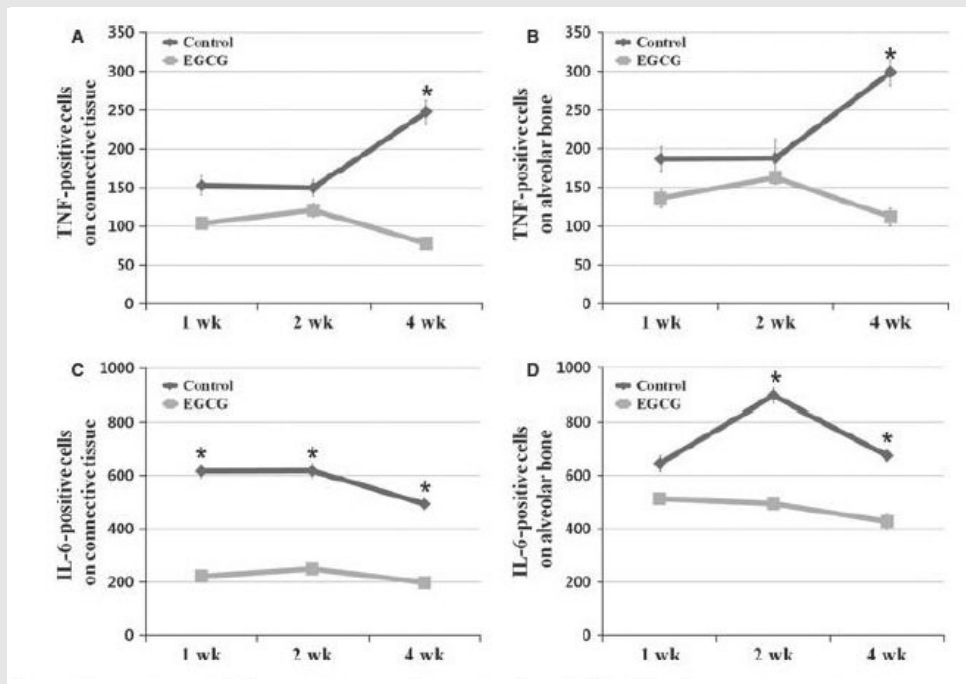 A
Control
EGCG
TNF-positive cells
on connective tissue
350
300
250
200
150
100
50
0
*
1 wk
2 wk
4 wk
B
Control
EGCG
TNF-positive cells
on alveolar bone
350
300
250
200
150
100
50
0
*
1 wk
2 wk
4 wk
C
Control
EGCG
IL-6-positive cells
on connective tissue
1000
800
600
400
200
0
*
*
*
1 wk
2 wk
4 wk
D
Control
EGCG
IL-6-positive cells
on alveolar bone
1000
800
600
400
200
0
*
*
1 wk
2 wk
4 wk